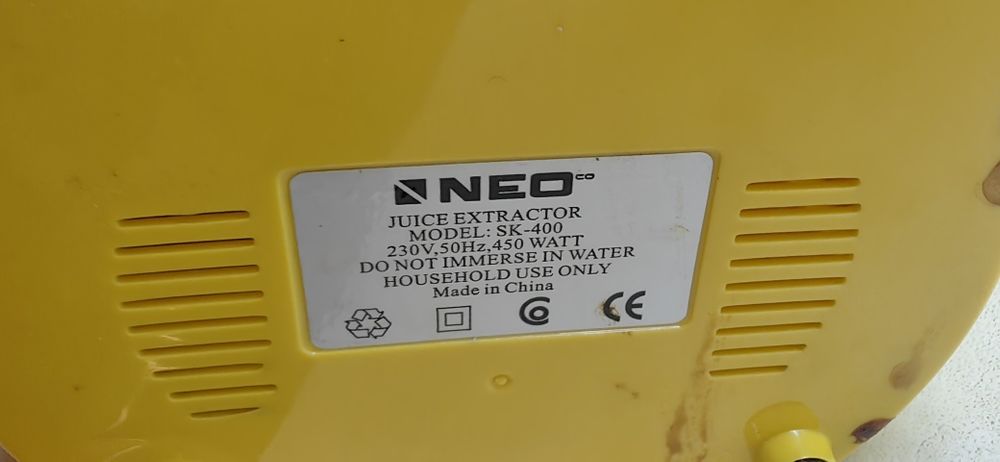 NEO CO
JUICE EXTRACTOR
MODEL: SK-400
230V,50Hz,450 WATT
DO NOT IMMERSE IN WATER
HOUSEHOLD USE ONLY
Made in China
CE